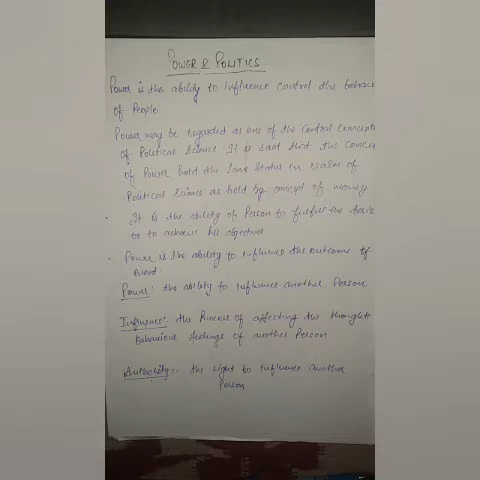 POWER & POLITICS
Power is the ability to Influence Control the behav
of People
Power may be regarded as one of the Central Concept
of Political Science. It is said that the Concep
of Power held the Same Status in realm of
Political Science as held by concept of money
It is the ability of Person to fulfill the desire
or to achieve his objectives
Power is the ability to influence the outcome of
event.
Power: the ability to influence another Person
Influence: the Process of affecting the thought
behaviour feelings of another Person
Authority:- the right to Influence another
Person